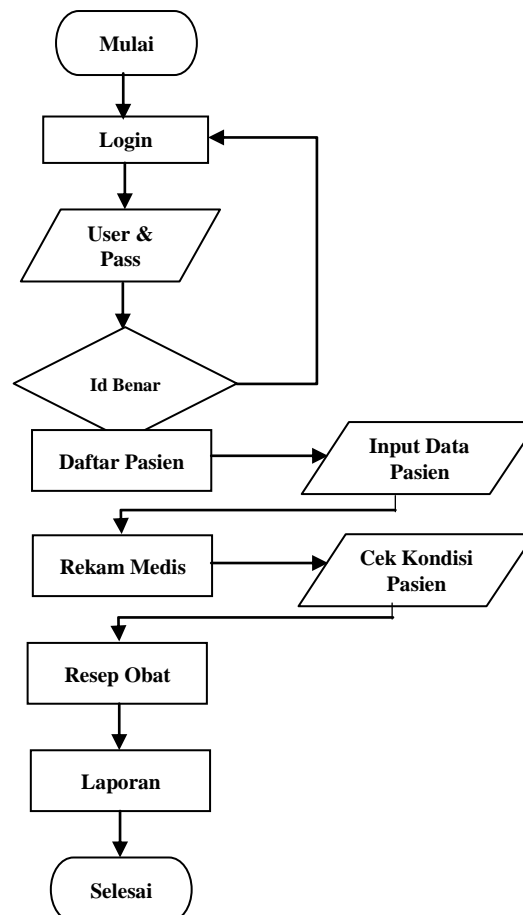 Mulai
Login
User &
Pass
Id Benar
Daftar Pasien
Input Data
Pasien
Rekam Medis
Cek Kondisi
Pasien
Resep Obat
Laporan
Selesai